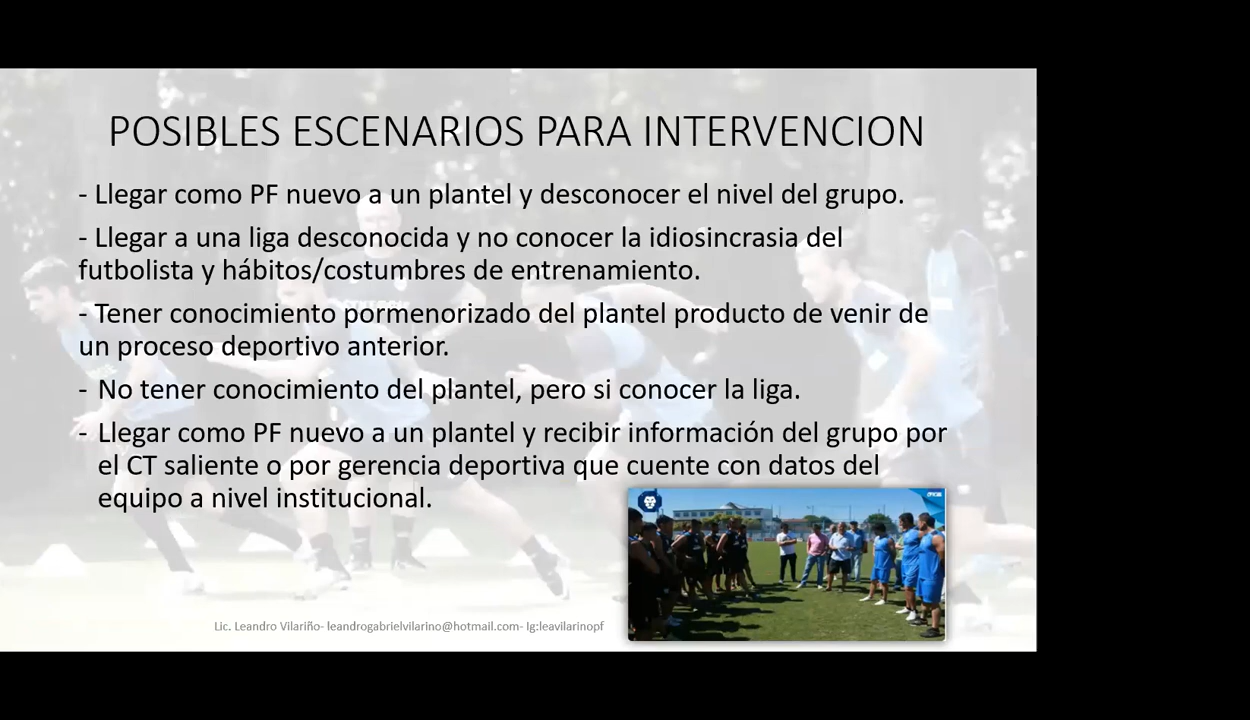 POSIBLES ESCENARIOS PARA INTERVENCION
- Llegar como PF nuevo a un plantel y desconocer el nivel del grupo.
- Llegar a una liga desconocida y no conocer la idiosincrasia del
futbolista y hábitos/costumbres de entrenamiento.
- Tener conocimiento pormenorizado del plantel producto de venir de
un proceso deportivo anterior.
- No tener conocimiento del plantel, pero si conocer la liga.
- Llegar como PF nuevo a un plantel y recibir información del grupo por
el CT saliente o por gerencia deportiva que cuente con datos del
equipo a nivel institucional.
Lic. Leandro Vilariño- leandrogabrielvilarino@hotmail.com- Ig:leavilarinopf